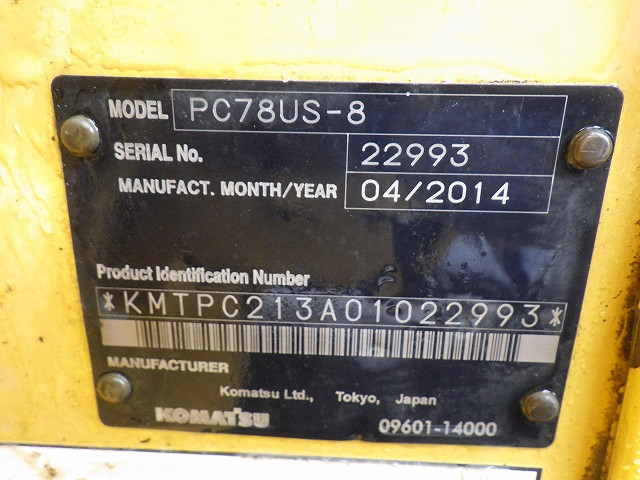 MODEL PC78US-8
SERIAL No. 22993
MANUFACT. MONTH/YEAR 04/2014
Product Identification Number
*KMTPC213A01022993*
MANUFACTURER
Komatsu Ltd., Tokyo, Japan
KOMATSU 09601-14000